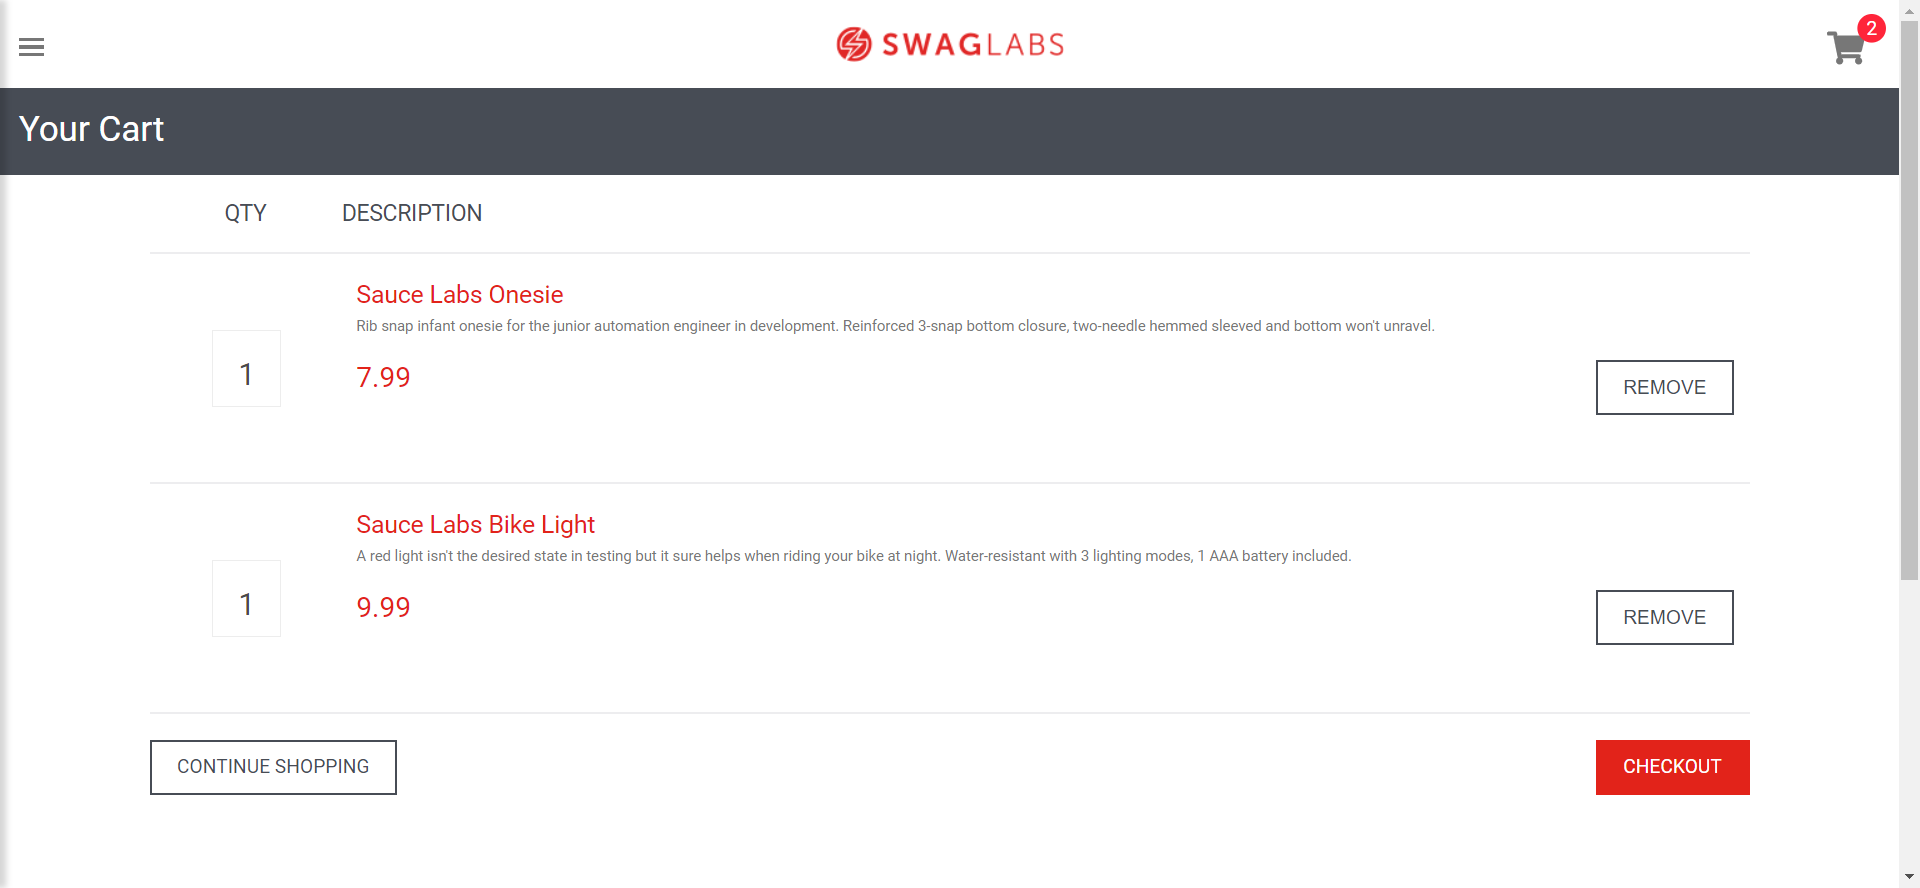 SWAGLABS
2
Your Cart
QTY DESCRIPTION
Sauce Labs Onesie
Rib snap infant onesie for the junior automation engineer in development. Reinforced 3-snap bottom closure, two-needle hemmed sleeved and bottom won't unravel.
1
7.99
REMOVE
Sauce Labs Bike Light
A red light isn't the desired state in testing but it sure helps when riding your bike at night. Water-resistant with 3 lighting modes, 1 AAA battery included.
1
9.99
REMOVE
CONTINUE SHOPPING
CHECKOUT